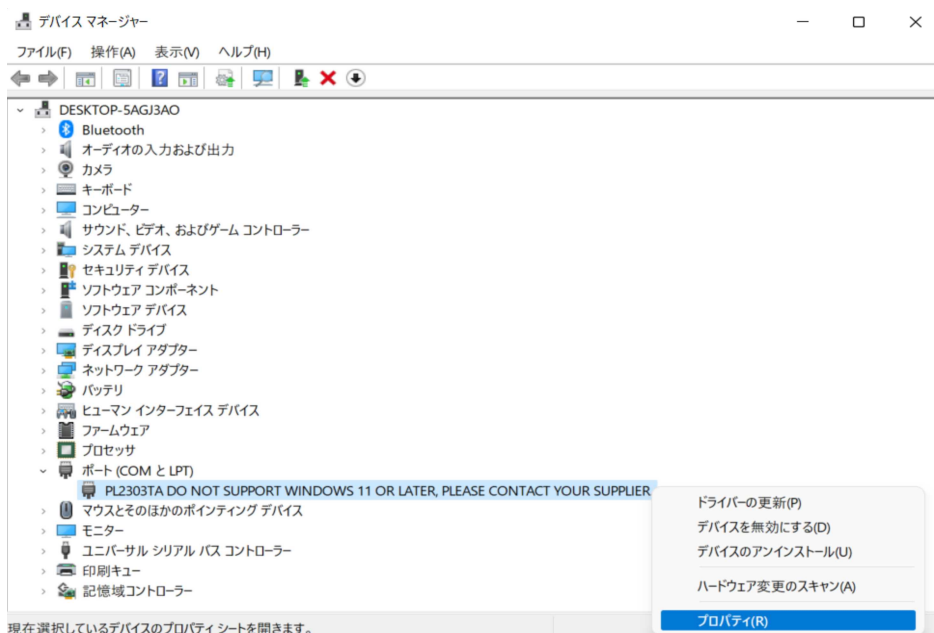 デバイス マネージャー
ファイル(F) 操作(A) 表示(V) ヘルプ(H)
DESKTOP-5AGJ3AO
Bluetooth
オーディオの入力および出力
カメラ
キーボード
コンピューター
サウンド、ビデオ、およびゲーム コントローラー
システム デバイス
セキュリティ デバイス
ソフトウェア コンポーネント
ソフトウェア デバイス
ディスク ドライブ
ディスプレイ アダプター
ネットワーク アダプター
バッテリ
ヒューマン インターフェイス デバイス
ファームウェア
プロセッサ
ポート (COM と LPT)
PL2303TA DO NOT SUPPORT WINDOWS 11 OR LATER, PLEASE CONTACT YOUR SUPPLIER
マウスとそのほかのポインティング デバイス
モニター
ユニバーサル シリアル バス コントローラー
印刷キュー
記憶域コントローラー
ドライバーの更新(P)
デバイスを無効にする(D)
デバイスのアンインストール(U)
ハードウェア変更のスキャン(A)
プロパティ(R)
現在選択しているデバイスのプロパティ シートを開きます。